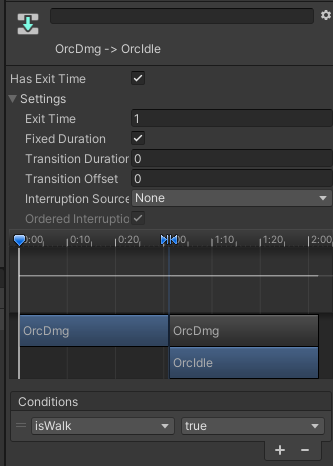 OrcDmg -> OrcIdle
Has Exit Time
Settings
Exit Time 1
Fixed Duration
Transition Duration 0
Transition Offset 0
Interruption Source None
Ordered Interruptio
0:00 0:10 0:20 1:00 1:10 1:20 2:00
OrcDmg OrcDmg
OrcIdle
Conditions
isWalk true